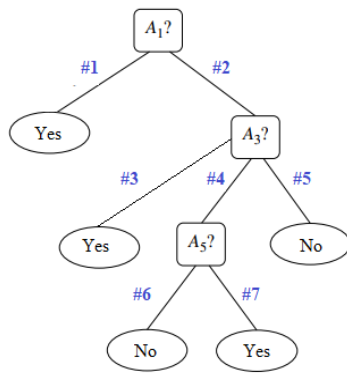 A₁?
#1 #2
Yes
A₃?
#3 #4 #5
Yes
A₅?
No
#6 #7
No
Yes